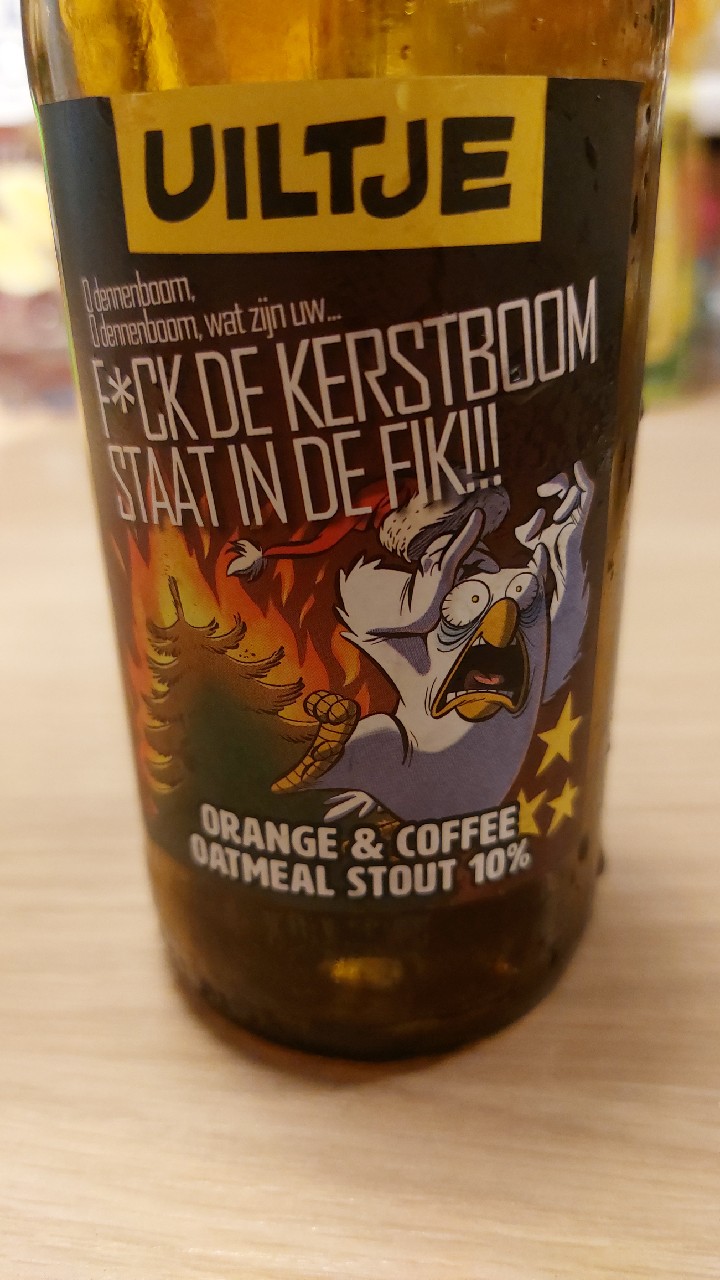 UILTJE
O dennenboom,
O dennenboom, wat zijn uw...
F*CK DE KERSTBOOM
STAAT IN DE FIK!!!
ORANGE & COFFEE
OATMEAL STOUT 10%